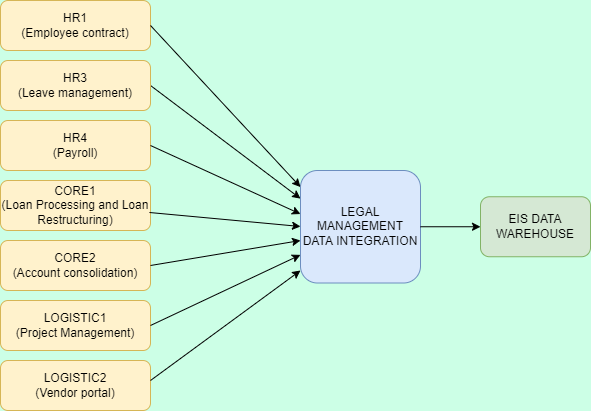 HR1
(Employee contract)
HR3
(Leave management)
HR4
(Payroll)
CORE1
(Loan Processing and Loan
Restructuring)
CORE2
(Account consolidation)
LOGISTIC1
(Project Management)
LOGISTIC2
(Vendor portal)
LEGAL
MANAGEMENT
DATA INTEGRATION
EIS DATA
WAREHOUSE